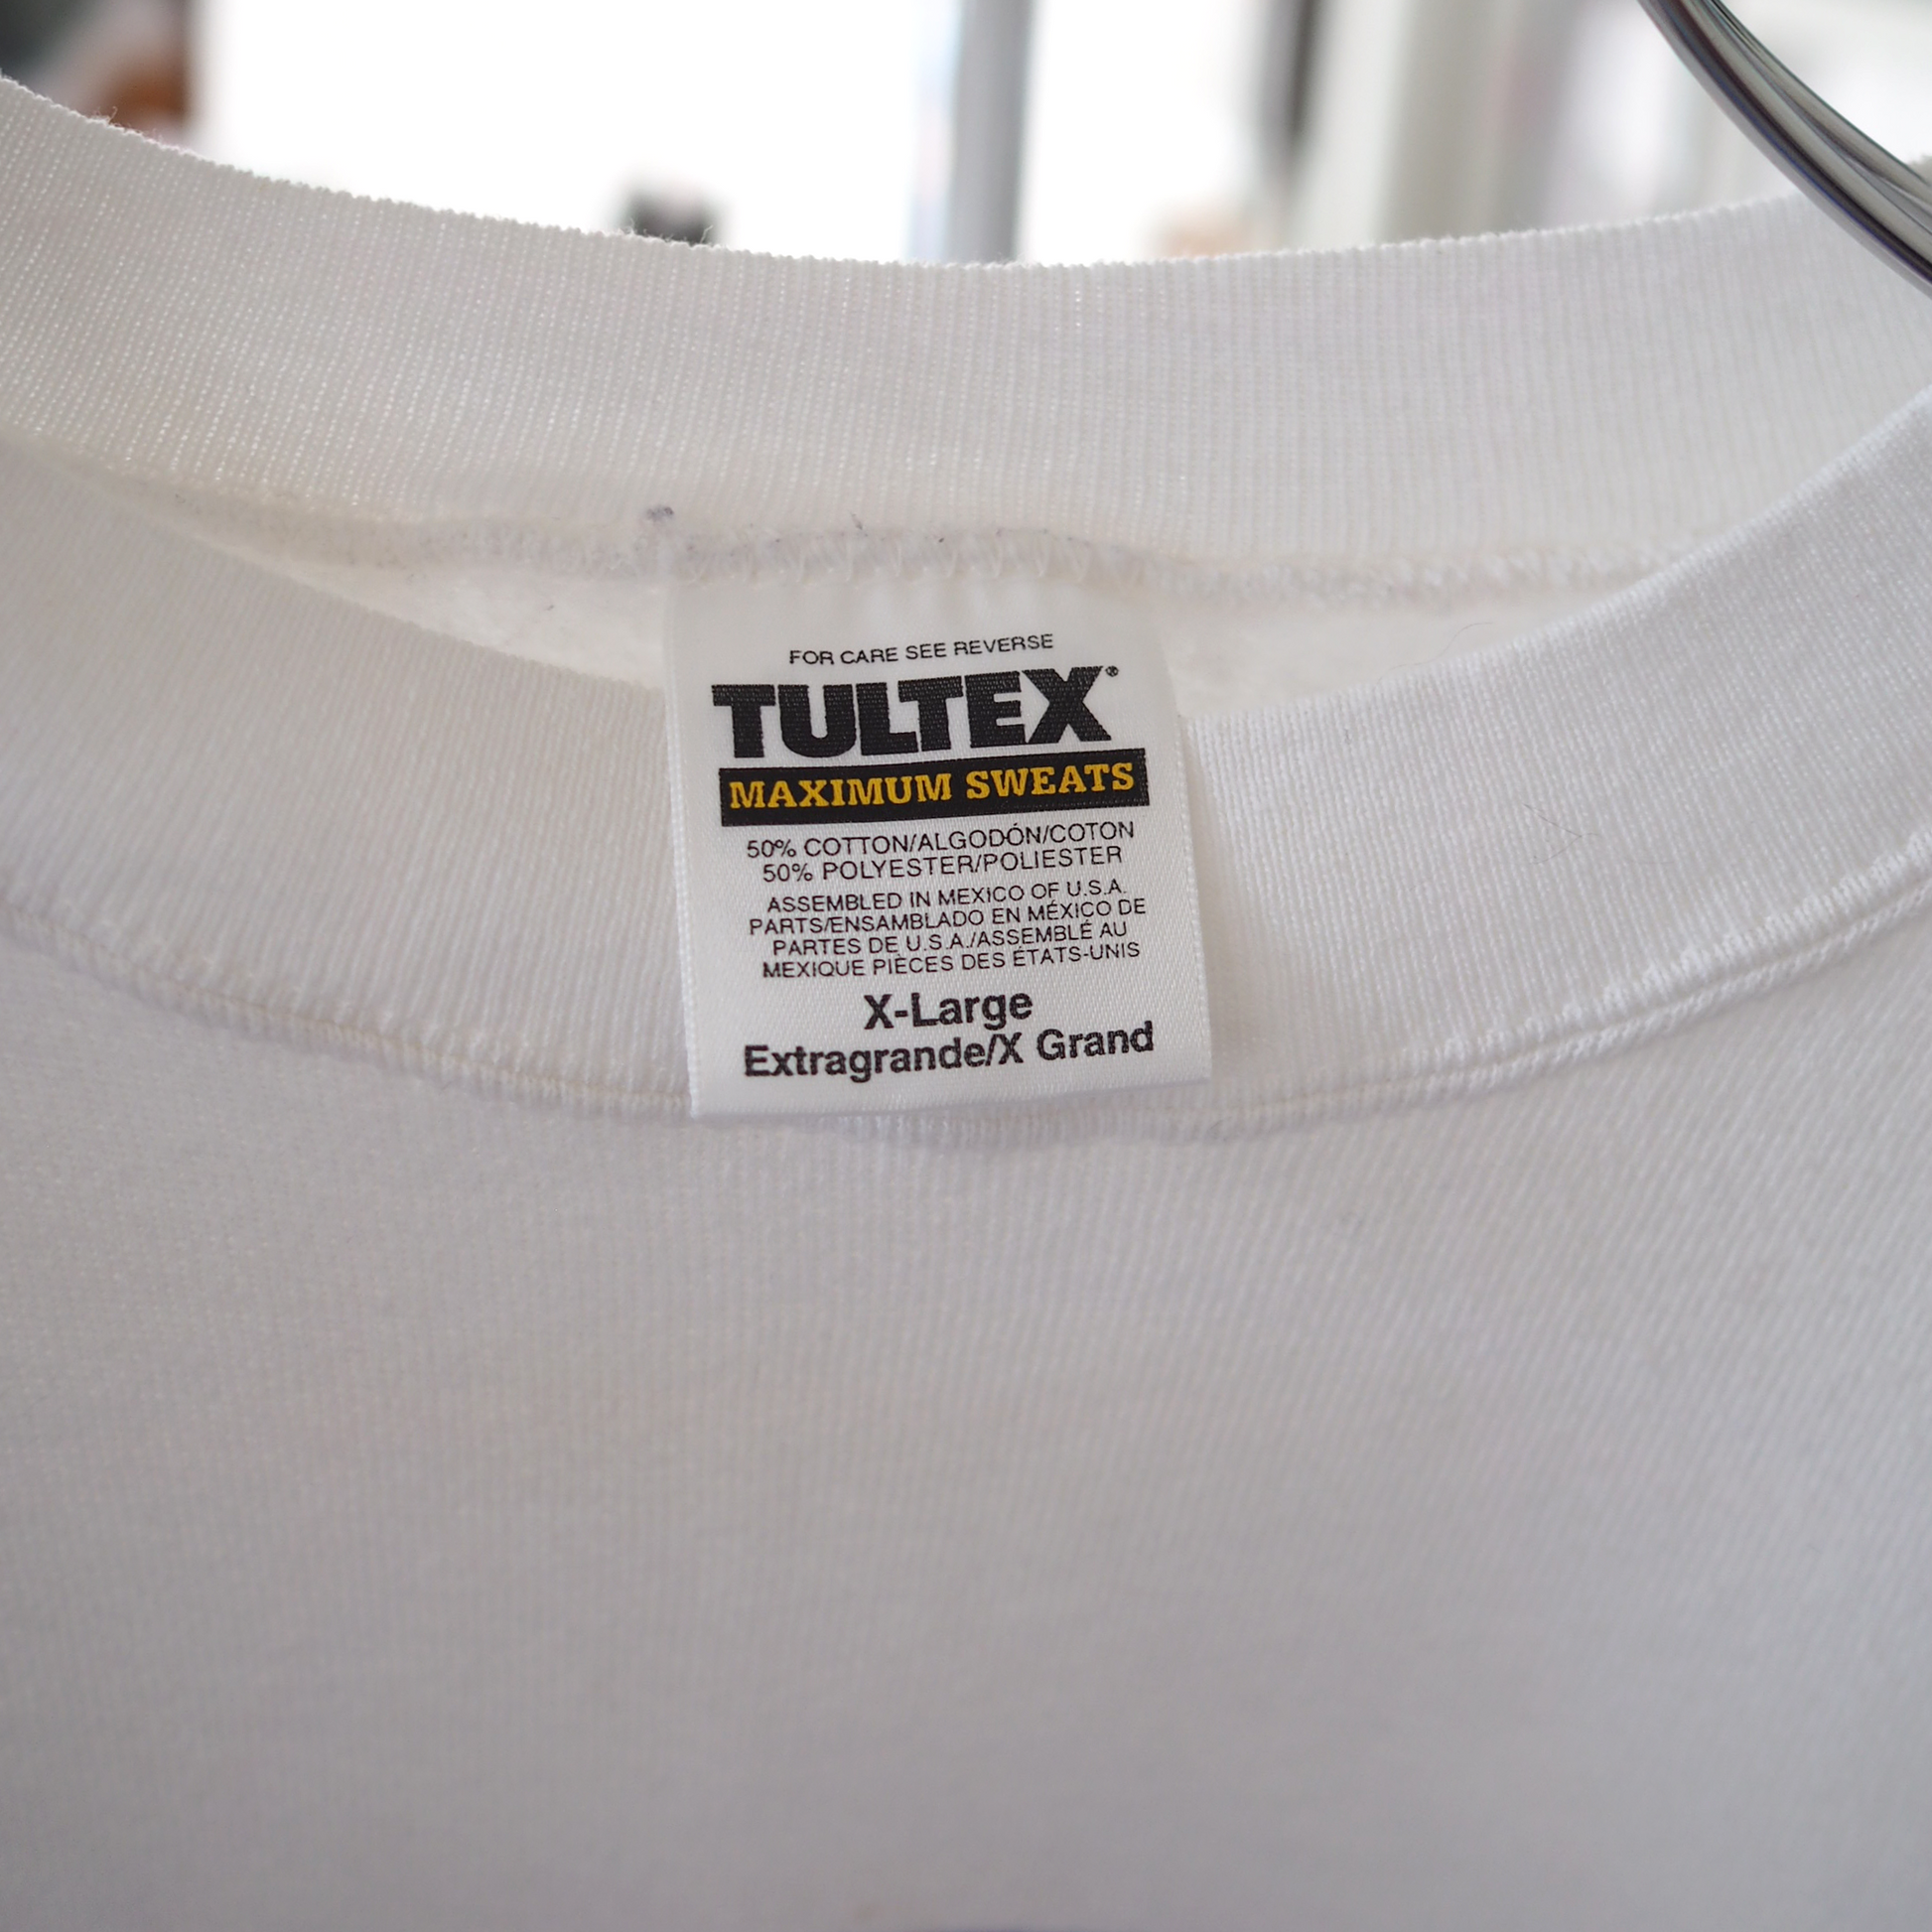 FOR CARE SEE REVERSE
TULTEX®
MAXIMUM SWEATS
50% COTTON/ALGODÓN/COTON
50% POLYESTER/POLIESTER
ASSEMBLED IN MEXICO OF U.S.A.
PARTS/ENSAMBLADO EN MÉXICO DE
PARTES DE U.S.A./ASSEMBLÉ AU
MEXIQUE PIÈCES DES ÉTATS-UNIS
X-Large
Extragrande/X Grand